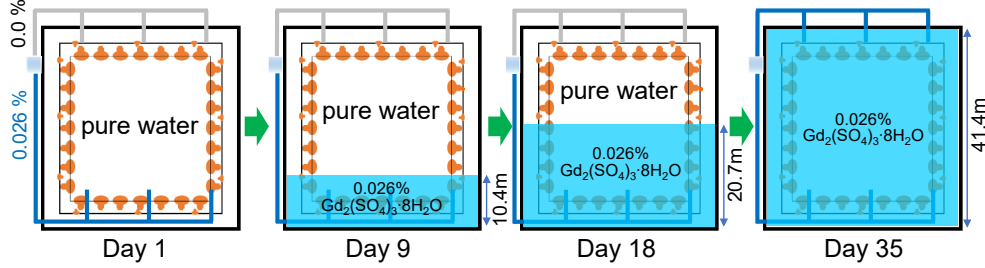 0.0 %
0.026 %
pure water
Day 1
pure water
0.026%
Gd₂(SO₄)₃·8H₂O
10.4m
Day 9
pure water
0.026%
Gd₂(SO₄)₃·8H₂O
20.7m
Day 18
0.026%
Gd₂(SO₄)₃·8H₂O
41.4m
Day 35